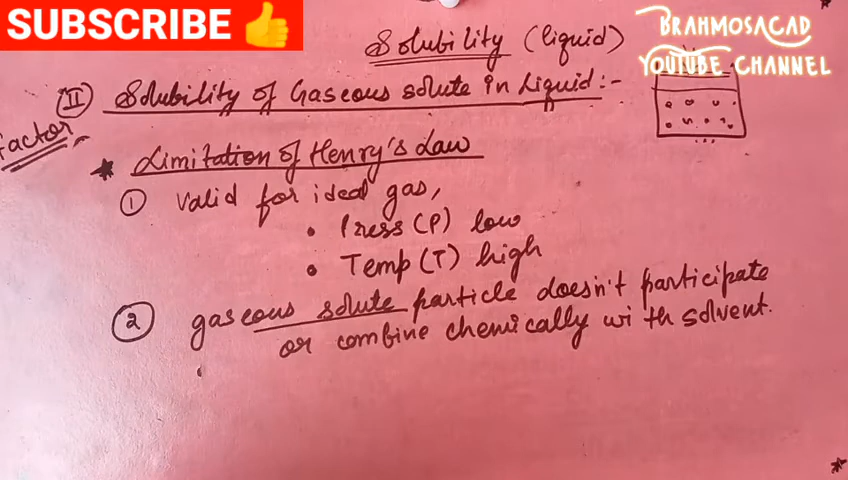 SUBSCRIBE
BRAHMOSACAD
YOUTUBE CHANNEL
Solubility (liquid)
II Solubility of Gaseous solute in Liquid:-
Factor
Limitation of Henry's Law
1 Valid for ideal gas,
• Press (P) low
• Temp (T) high
2 gaseous solute particle doesn't participate
or combine chemically with solvent.